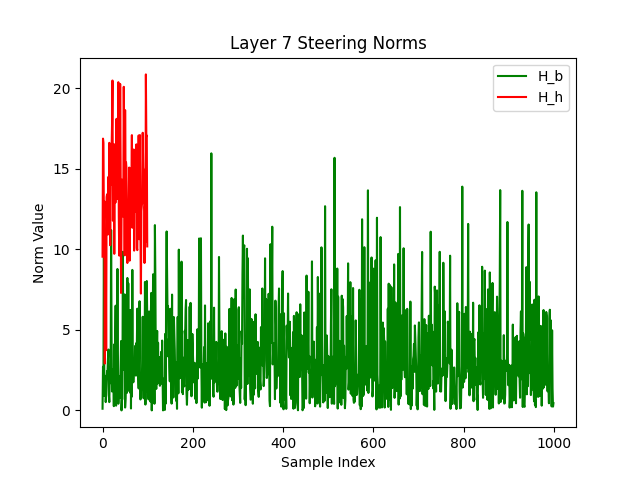 Layer 7 Steering Norms
H_b
H_h
Norm Value
20
15
10
5
0
0 200 400 600 800 1000
Sample Index